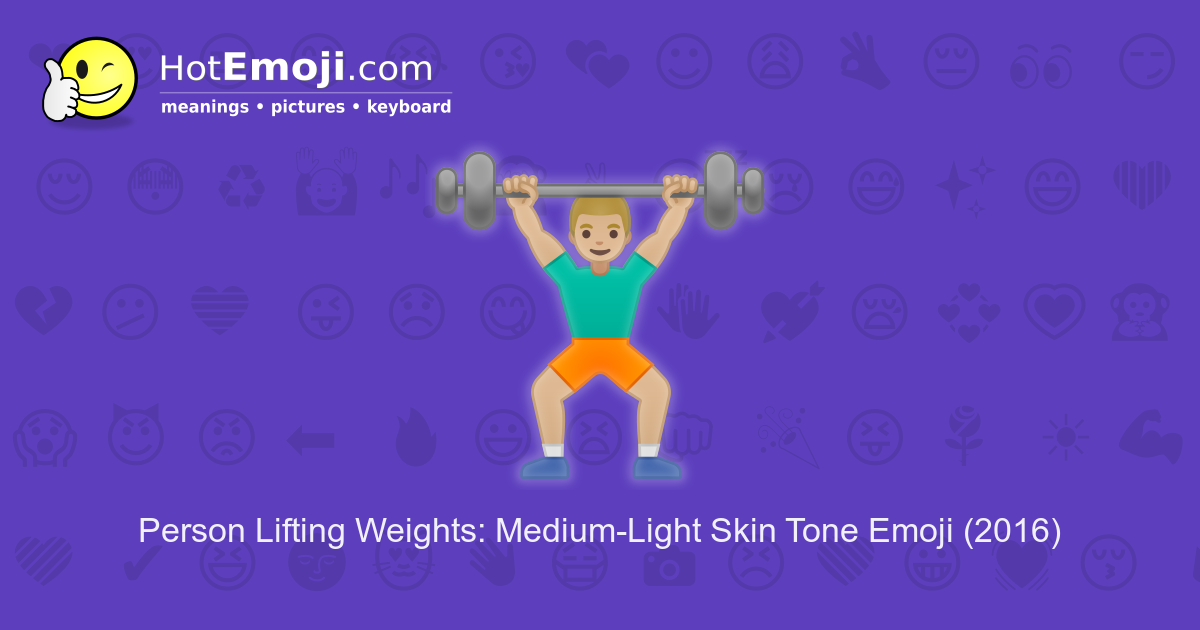 HotEmoji.com
meanings • pictures • keyboard
Person Lifting Weights: Medium-Light Skin Tone Emoji (2016)